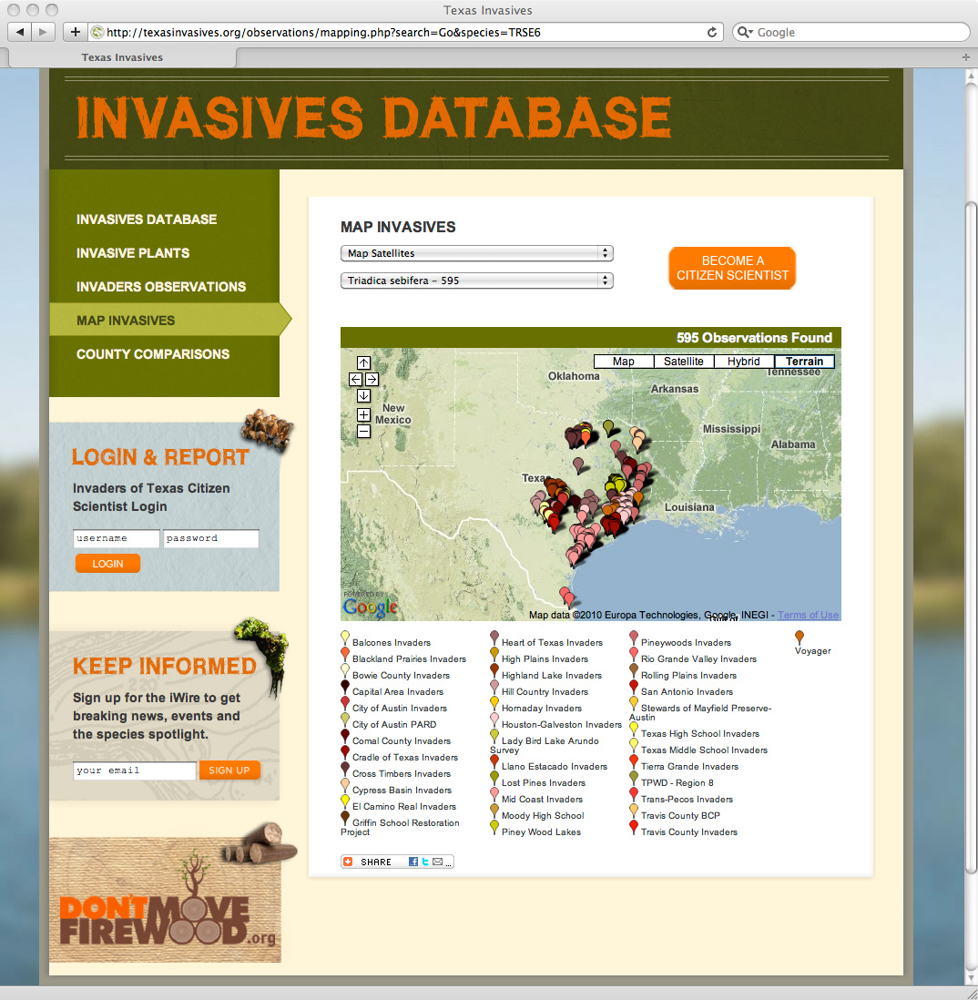 Texas Invasives
http://texasinvasives.org/observations/mapping.php?search=Go&species=TRSE6
Google
Texas Invasives
INVASIVES DATABASE
INVASIVES DATABASE
INVASIVE PLANTS
INVADERS OBSERVATIONS
MAP INVASIVES
COUNTY COMPARISONS
LOGIN & REPORT
Invaders of Texas Citizen
Scientist Login
username password
LOGIN
KEEP INFORMED
Sign up for the iWire to get
breaking news, events and
the species spotlight.
your email SIGN UP
DON'T MOVE
FIREWOOD.org
MAP INVASIVES
Map Satellites
Triadica sebifera – 595
BECOME A
CITIZEN SCIENTIST
595 Observations Found
Map Satellite Hybrid Terrain
Oklahoma
Tennessee
Arkansas
New
Mexico
Mississippi
Alabama
Texas
Louisiana
POWERED BY
Google
Map data ©2010 Europa Technologies, Google, INEGI - Terms of Use
Balcones Invaders
Blackland Prairies Invaders
Bowie County Invaders
Capital Area Invaders
City of Austin Invaders
City of Austin PARD
Comal County Invaders
Cradle of Texas Invaders
Cross Timbers Invaders
Cypress Basin Invaders
El Camino Real Invaders
Griffin School Restoration
Project
Heart of Texas Invaders
High Plains Invaders
Highland Lake Invaders
Hill Country Invaders
Hornaday Invaders
Houston-Galveston Invaders
Lady Bird Lake Arundo
Survey
Llano Estacado Invaders
Lost Pines Invaders
Mid Coast Invaders
Moody High School
Piney Wood Lakes
Pineywoods Invaders
Rio Grande Valley Invaders
Rolling Plains Invaders
San Antonio Invaders
Stewards of Mayfield Preserve-
Austin
Texas High School Invaders
Texas Middle School Invaders
Tierra Grande Invaders
TPWD - Region 8
Trans-Pecos Invaders
Travis County BCP
Travis County Invaders
Voyager
SHARE